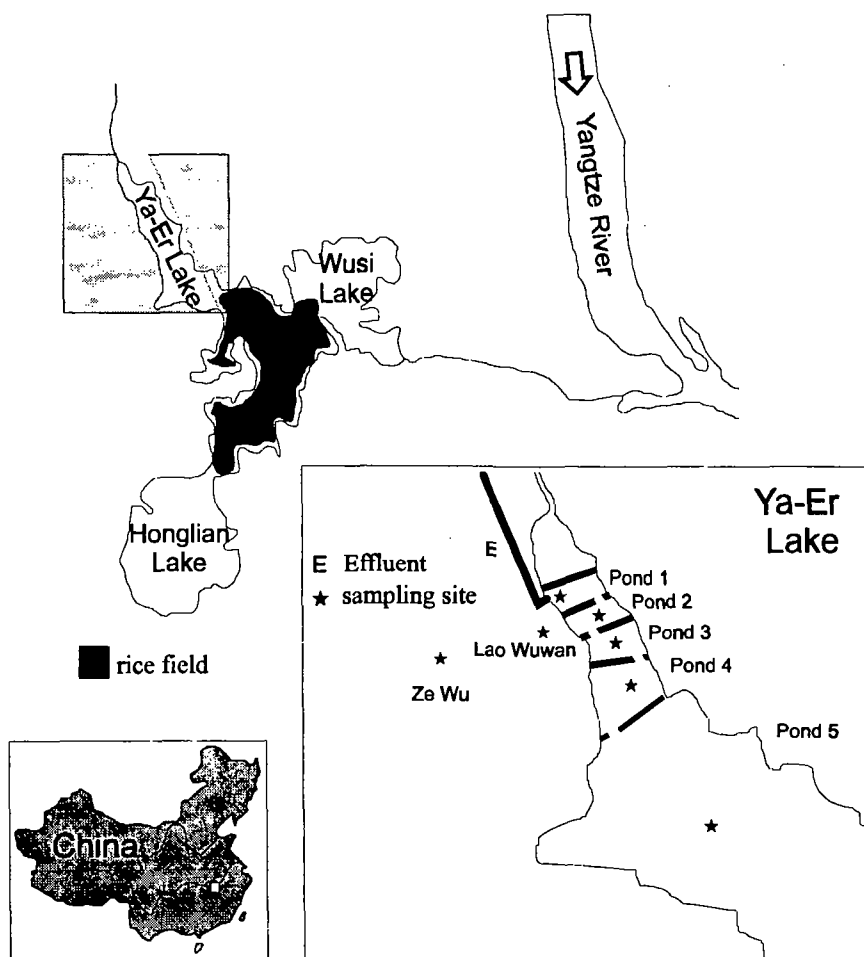 Yangtze River
Ya-Er Lake
Wusi
Lake
Honglian
Lake
rice field
China
Ya-Er
Lake
E
E Effluent
★ sampling site
Pond 1
Pond 2
Pond 3
Pond 4
Pond 5
Lao Wuwan
Ze Wu